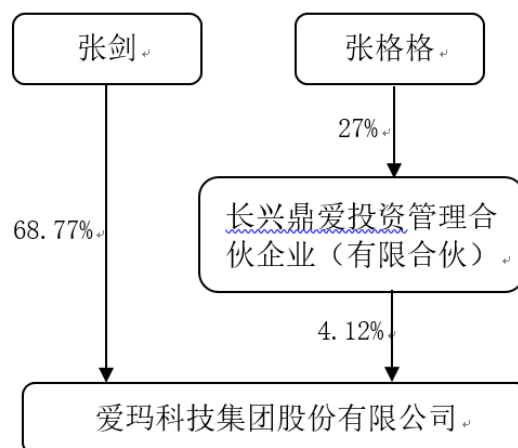 张剑
张格格
27%
68.77%
长兴鼎爱投资管理合
伙企业（有限合伙）
4.12%
爱玛科技集团股份有限公司